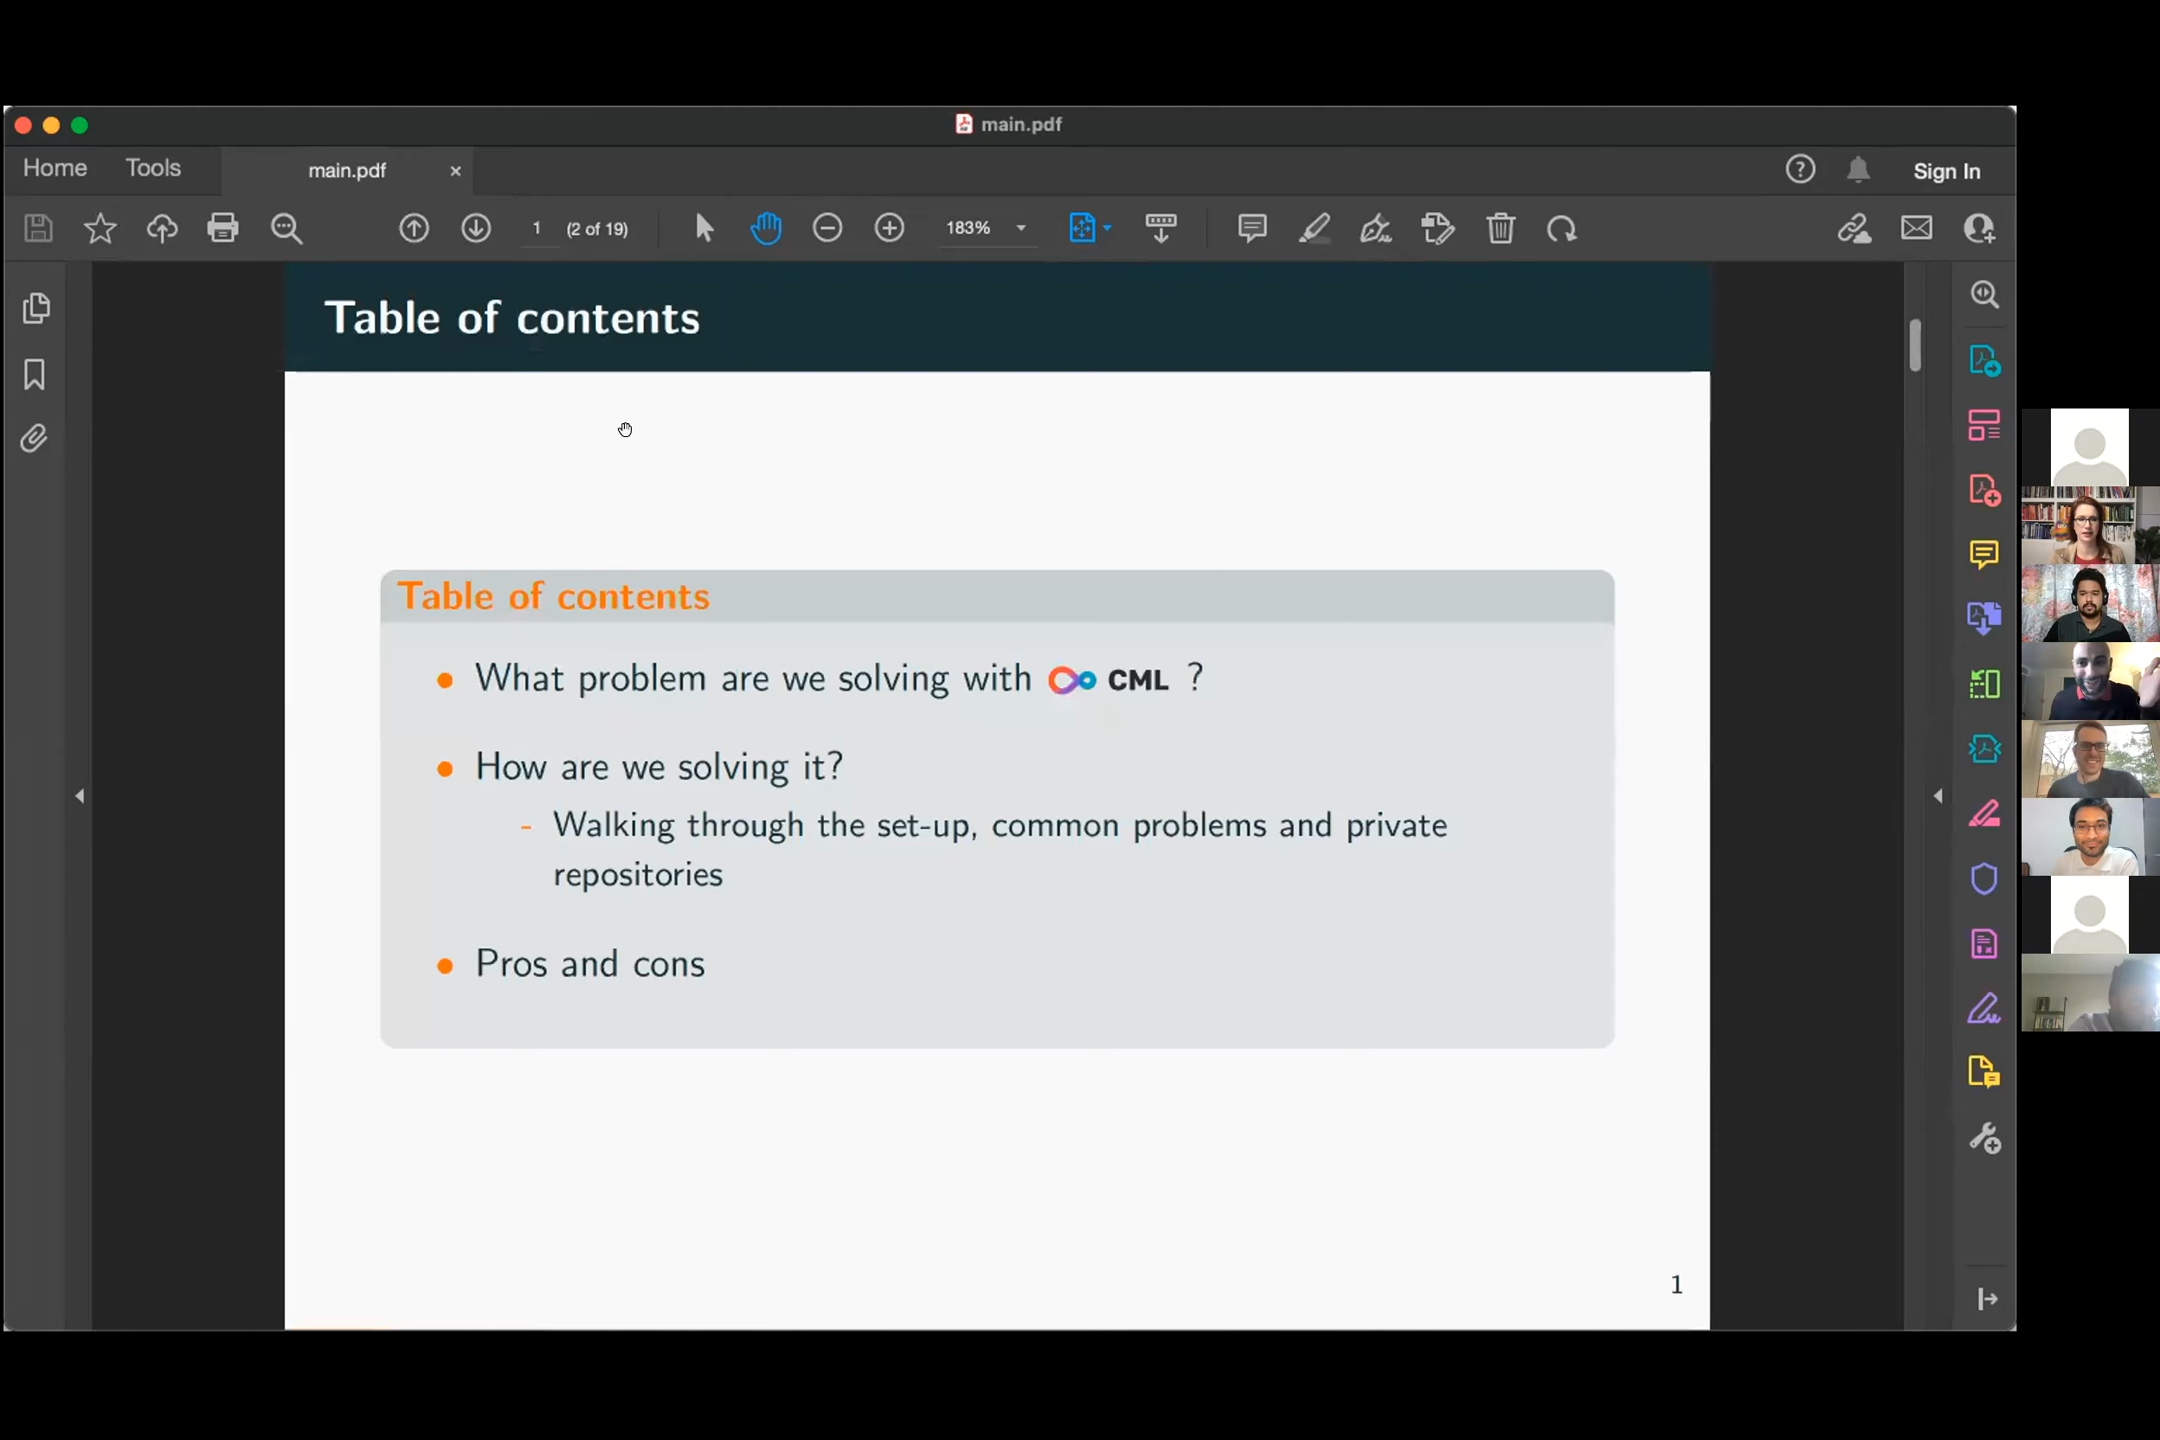 main.pdf
Home Tools main.pdf × Sign In
1 (2 of 19) 183%
Table of contents
Table of contents
What problem are we solving with CML ?
How are we solving it?
- Walking through the set-up, common problems and private
repositories
Pros and cons
1